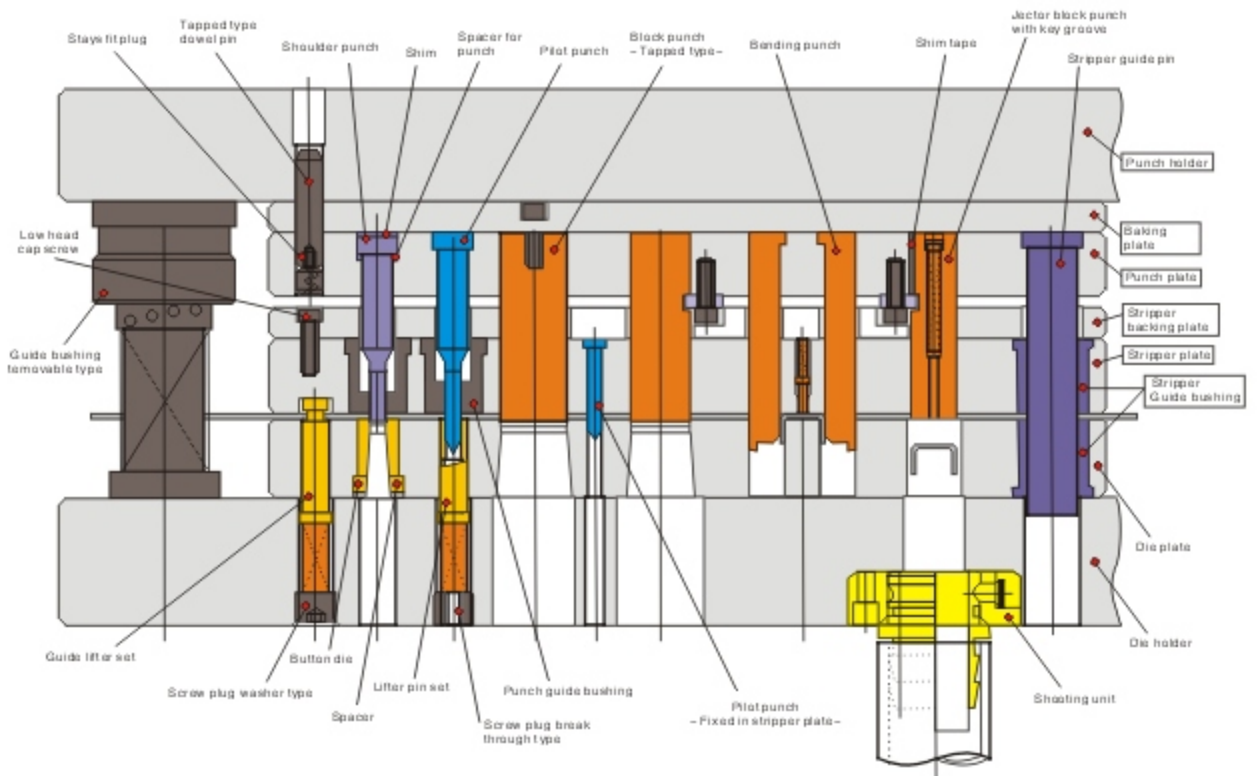 Stays fit plug
Tapped type
dowel pin
Shoulder punch
Shim
Spacer for
punch
Pilot punch
Block punch
– Tapped type –
Bending punch
Shim tape
Jector block punch
with key groove
Stripper guide pin
Punch holder
Baking
plate
Punch plate
Stripper
backing plate
Stripper plate
Stripper
Guide bushing
Low head
cap screw
Guide bushing
temovable type
Die plate
Die holder
Guide lifter set
Screw plug washer type
Button die
Spacer
Lifter pin set
Screw plug break
through type
Punch guide bushing
Pilot punch
– Fixed in stripper plate –
Shooting unit